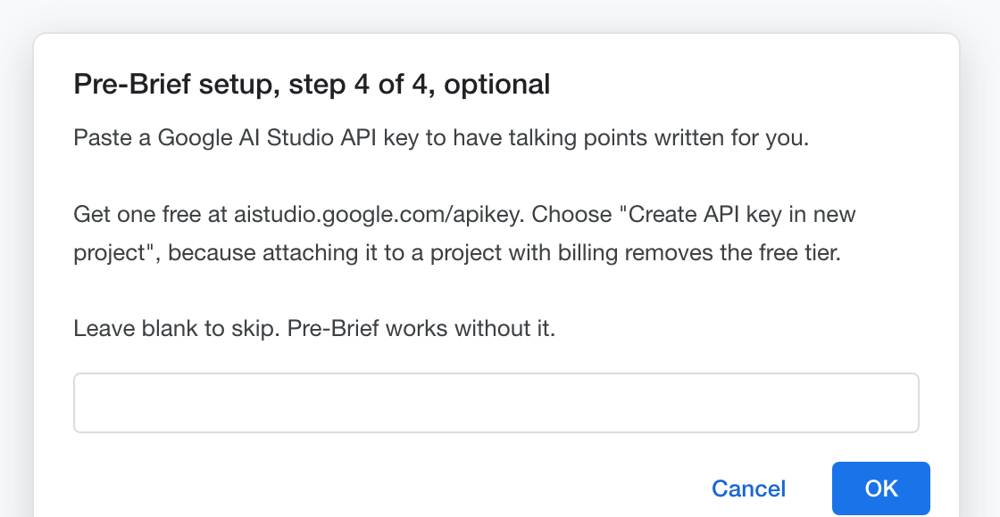 Pre-Brief setup, step 4 of 4, optional
Paste a Google AI Studio API key to have talking points written for you.
Get one free at aistudio.google.com/apikey. Choose "Create API key in new
project", because attaching it to a project with billing removes the free tier.
Leave blank to skip. Pre-Brief works without it.
Cancel
OK